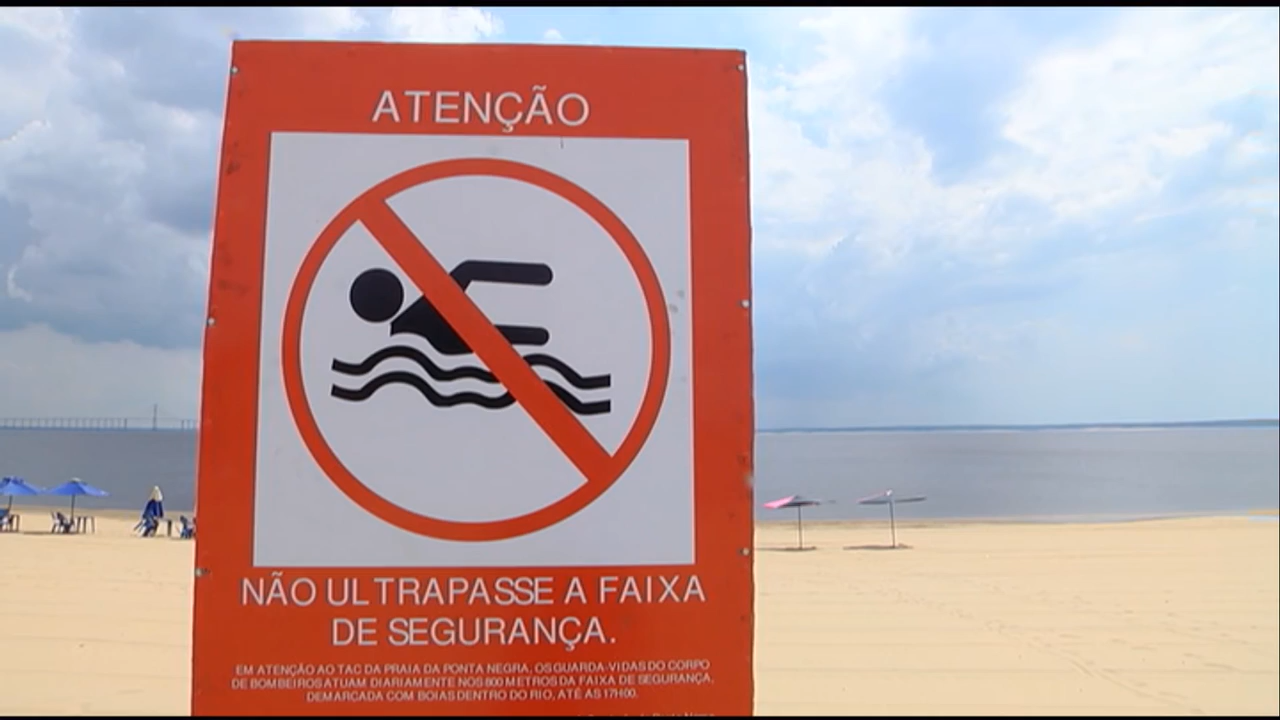 ATENÇÃO
NÃO ULTRAPASSE A FAIXA
DE SEGURANÇA.
EM ATENÇÃO AO TAC DA PRAIA DA PONTA NEGRA, OS GUARDA-VIDAS DO CORPO
DE BOMBEIROS ATUAM DIARIAMENTE NOS 800 METROS DA FAIXA DE SEGURANÇA,
DEMARCADA COM BOIAS DENTRO DO RIO, ATÉ AS 17H00.